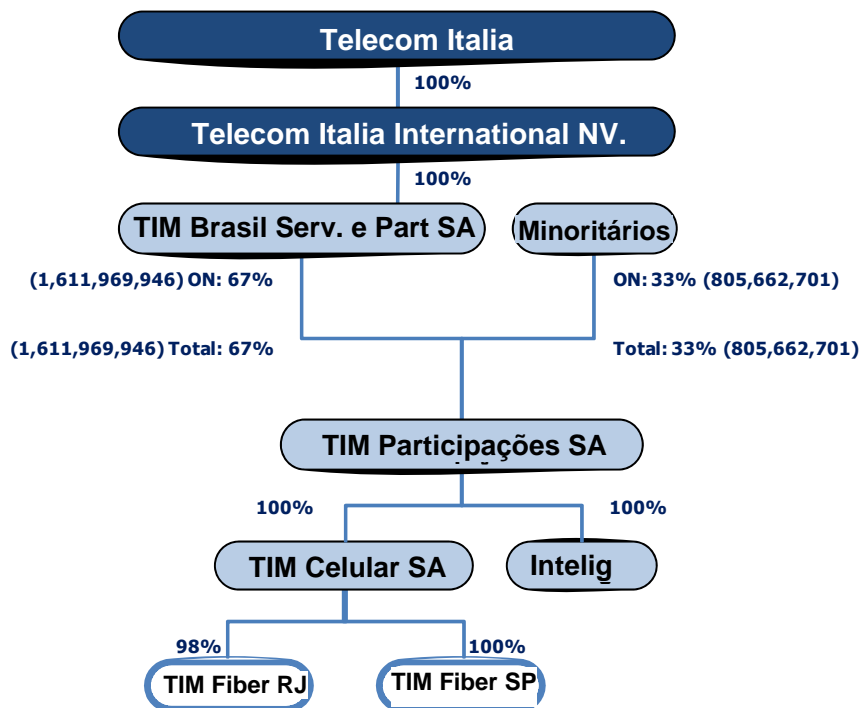 Telecom Italia
100%
Telecom Italia International NV.
100%
TIM Brasil Serv. e Part SA
Minoritários
(1,611,969,946) ON: 67%
ON: 33% (805,662,701)
(1,611,969,946) Total: 67%
Total: 33% (805,662,701)
TIM Participações SA
100%
100%
TIM Celular SA
Intelig
98%
100%
TIM Fiber RJ
TIM Fiber SP